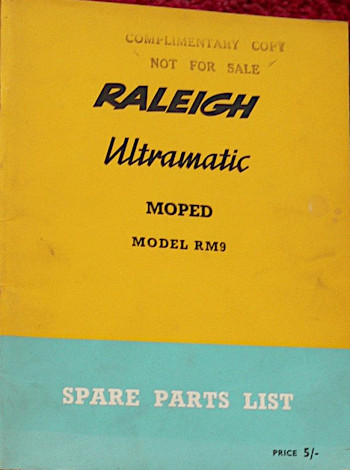 COMPLIMENTARY COPY
NOT FOR SALE
RALEIGH
Ultramatic
MOPED
MODEL RM9
SPARE PARTS LIST
PRICE 5/-